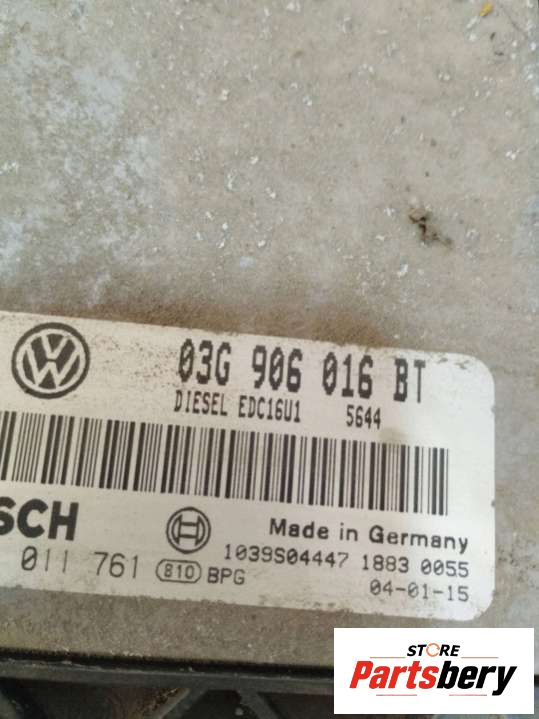 VW
03G 906 016 BT
DIESEL EDC16U1 5644
SCH
Made in Germany
011 761 810 BPG
1039S04447 1883 0055
04-01-15
STORE
Partsbery